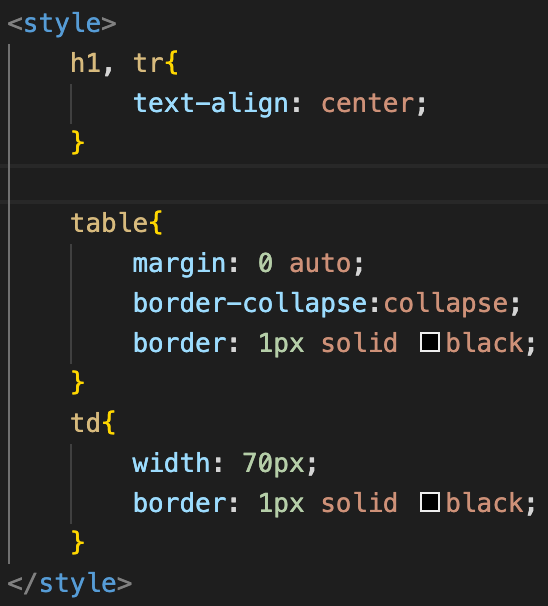 <style>
h1, tr{
text-align: center;
}
table{
margin: 0 auto;
border-collapse:collapse;
border: 1px solid black;
}
td{
width: 70px;
border: 1px solid black;
}
</style>